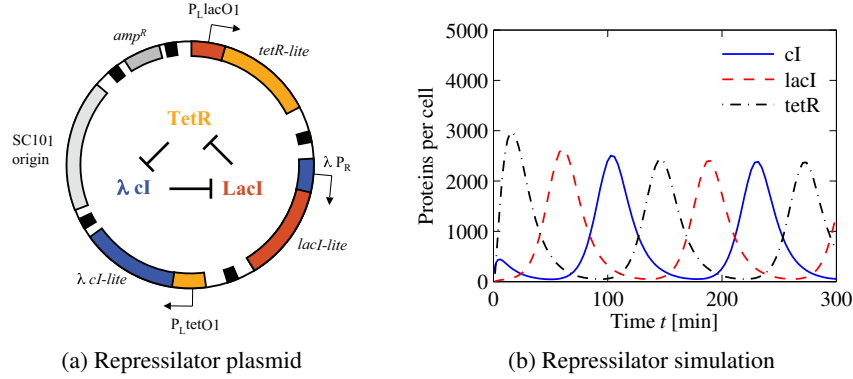 P_L lacO1
amp^R
tetR-lite
SC101
origin
TetR
λ cI
LacI
λ P_R
lacI-lite
λ cI-lite
P_L tetO1
(a) Repressilator plasmid
5000
4000
3000
2000
1000
0
Proteins per cell
cI
lacI
tetR
0
100
200
300
Time t [min]
(b) Repressilator simulation